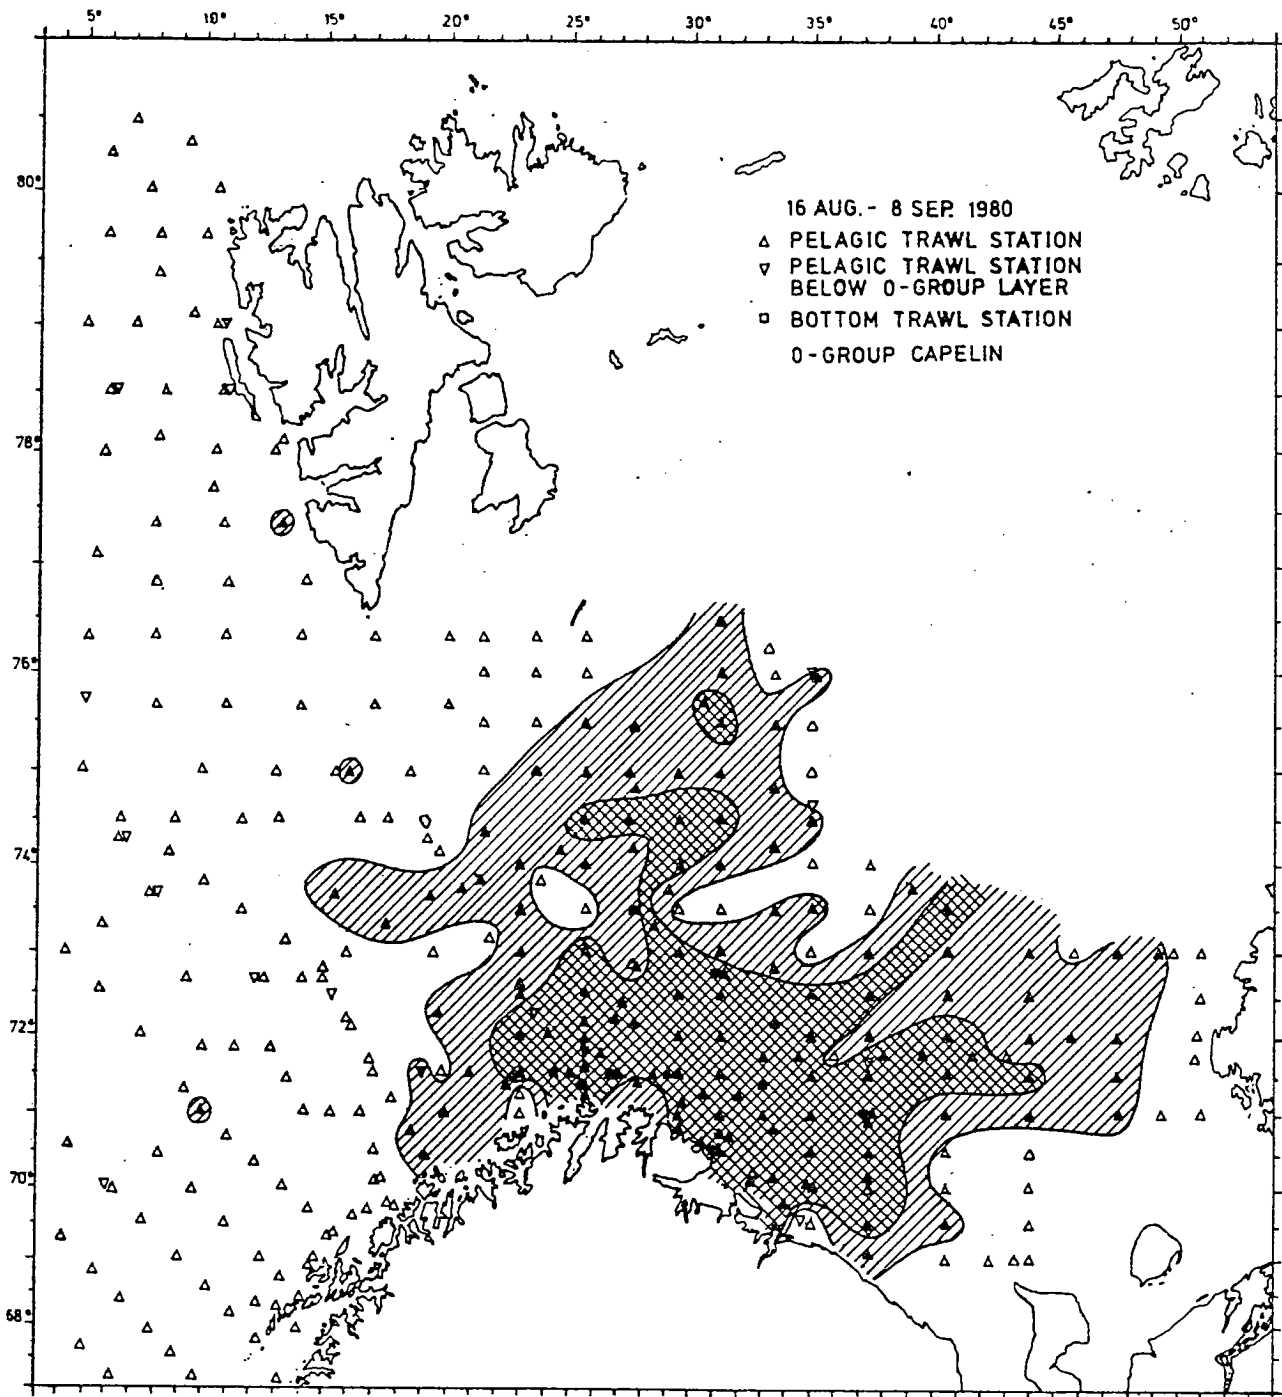 5° 10° 15° 20° 25° 30° 35° 40° 45° 50°
80°
16 AUG. - 8 SEP. 1980
△ PELAGIC TRAWL STATION
▽ PELAGIC TRAWL STATION
BELOW 0-GROUP LAYER
□ BOTTOM TRAWL STATION
0-GROUP CAPELIN
78°
76°
74°
72°
70°
68°